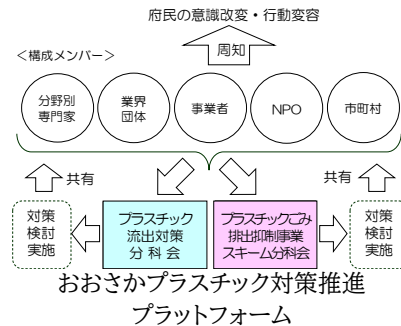 府民の意識改変・行動変容
周知
＜構成メンバー＞
分野別
専門家
業界
団体
事業者
NPO
市町村
共有
共有
対策
検討
実施
プラスチック
流出対策
分科会
プラスチックごみ
排出抑制事業
スキーム分科会
対策
検討
実施
おおさかプラスチック対策推進
プラットフォーム